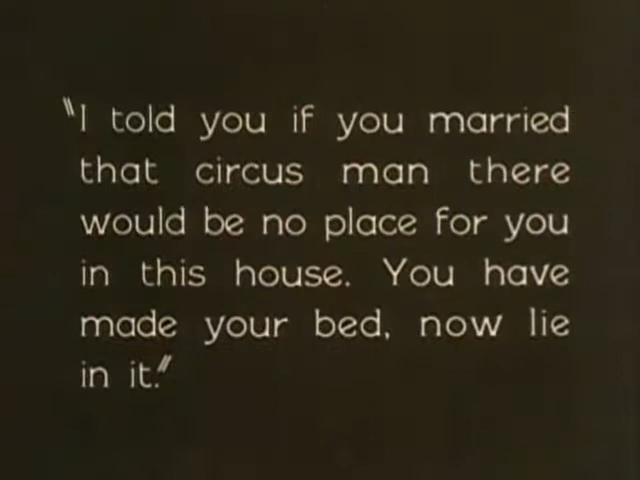 "I told you if you married
that circus man there
would be no place for you
in this house. You have
made your bed, now lie
in it."